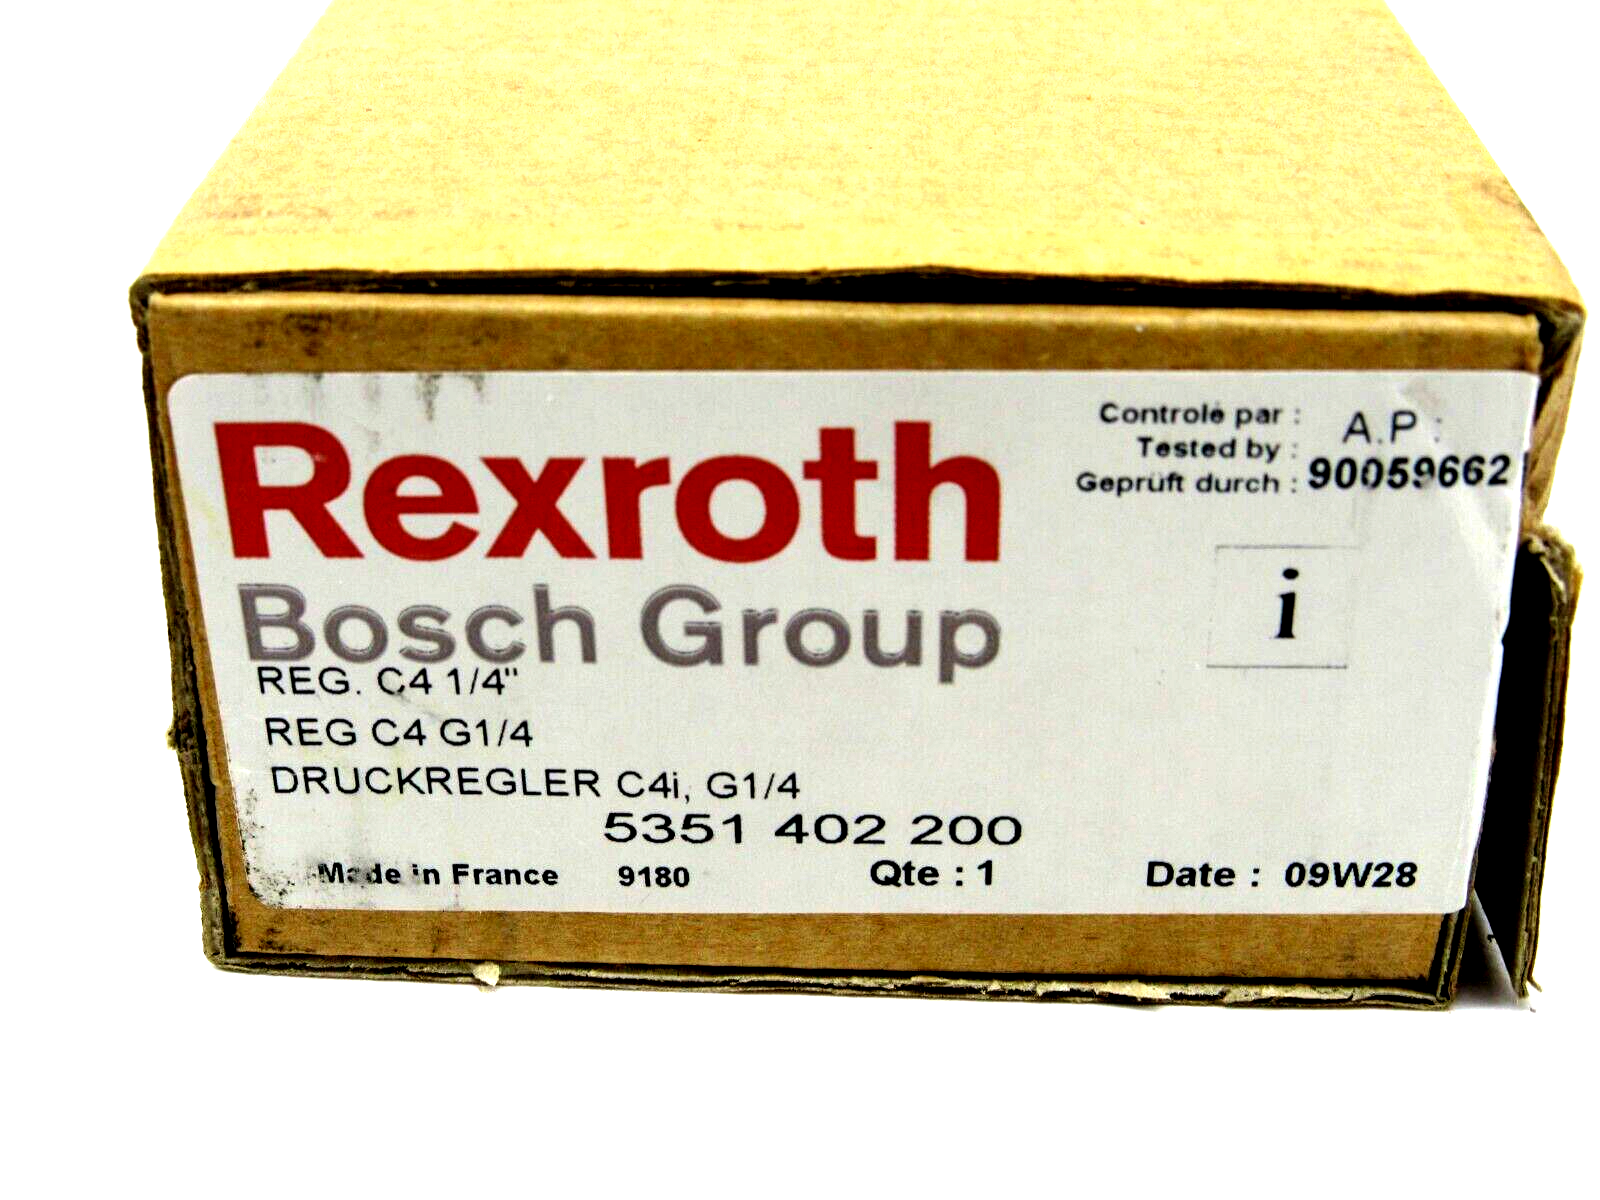 Rexroth
Bosch Group
Controlé par :
Tested by :
Geprüft durch :
A.P :
90059662
i
REG. C4 1/4"
REG C4 G1/4
DRUCKREGLER C4i, G1/4
5351 402 200
Made in France 9180 Qte : 1 Date : 09W28